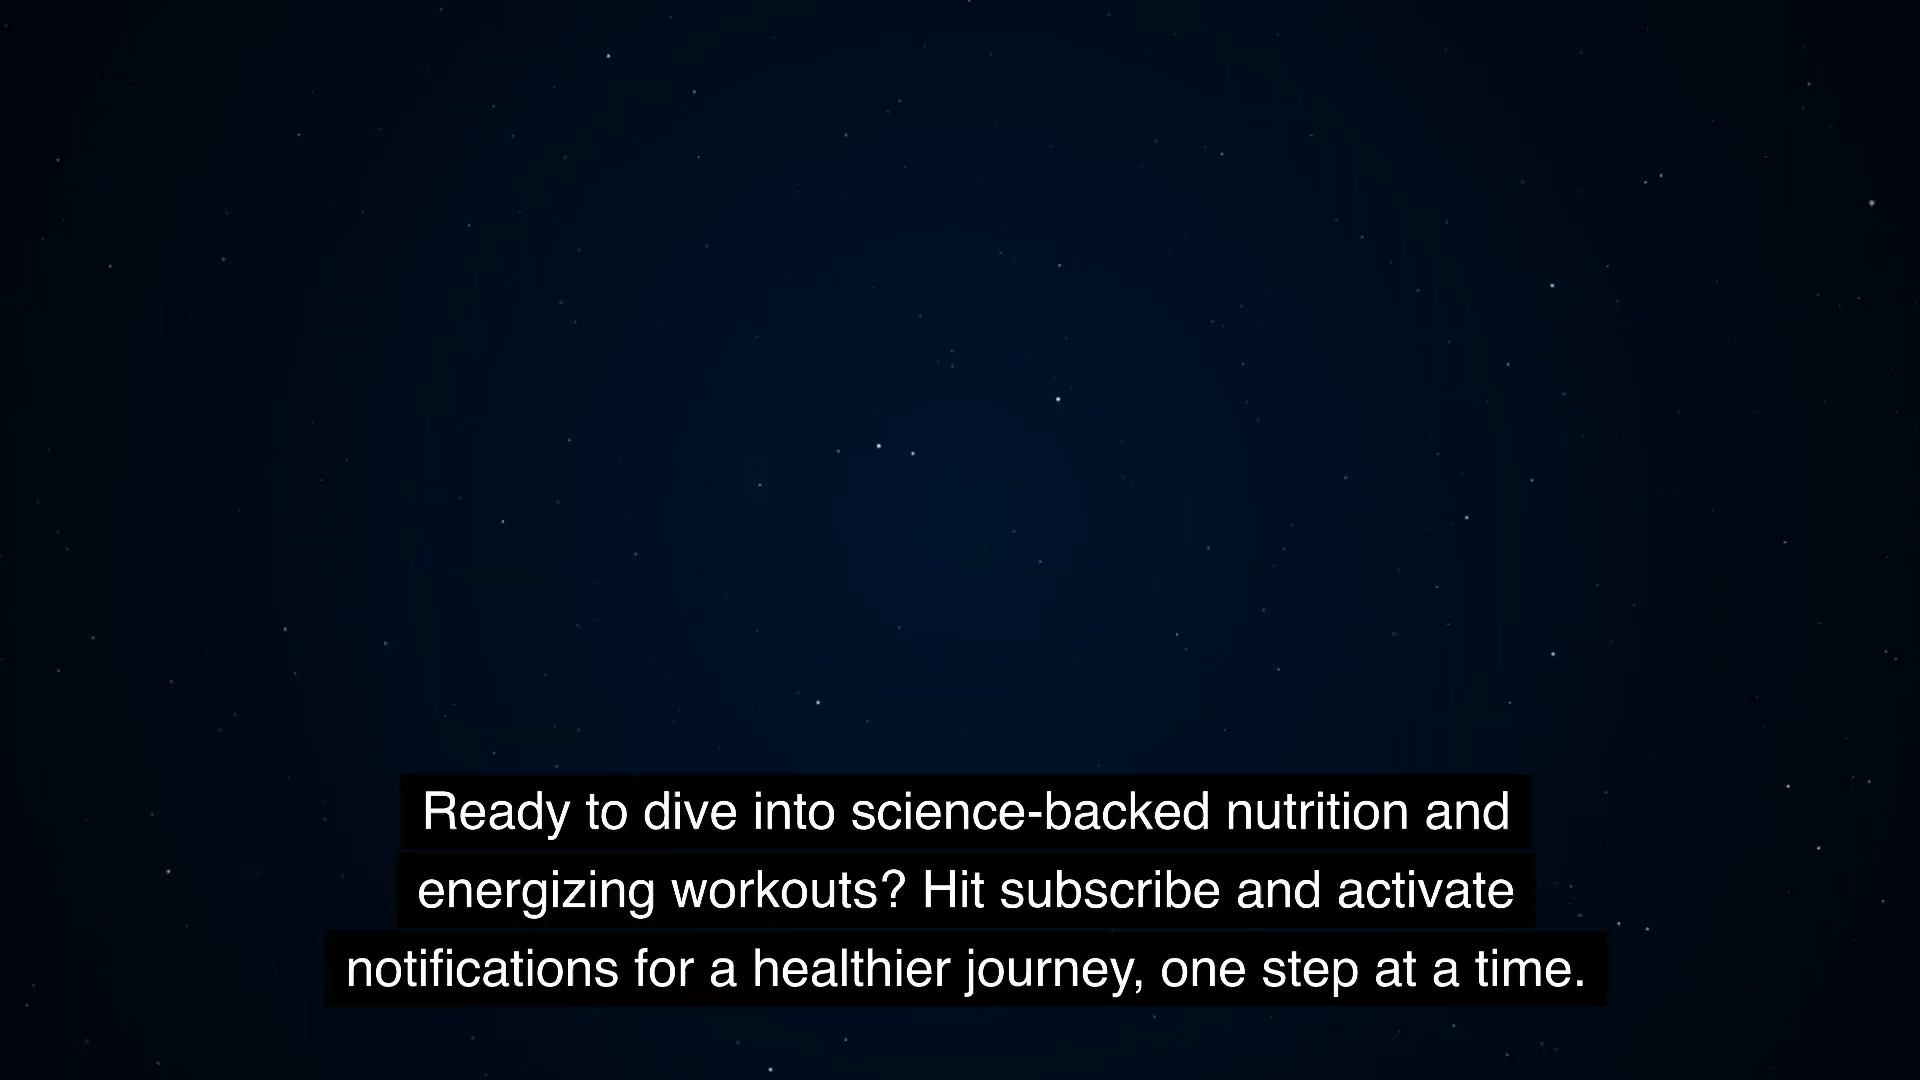 Ready to dive into science-backed nutrition and
energizing workouts? Hit subscribe and activate
notifications for a healthier journey, one step at a time.